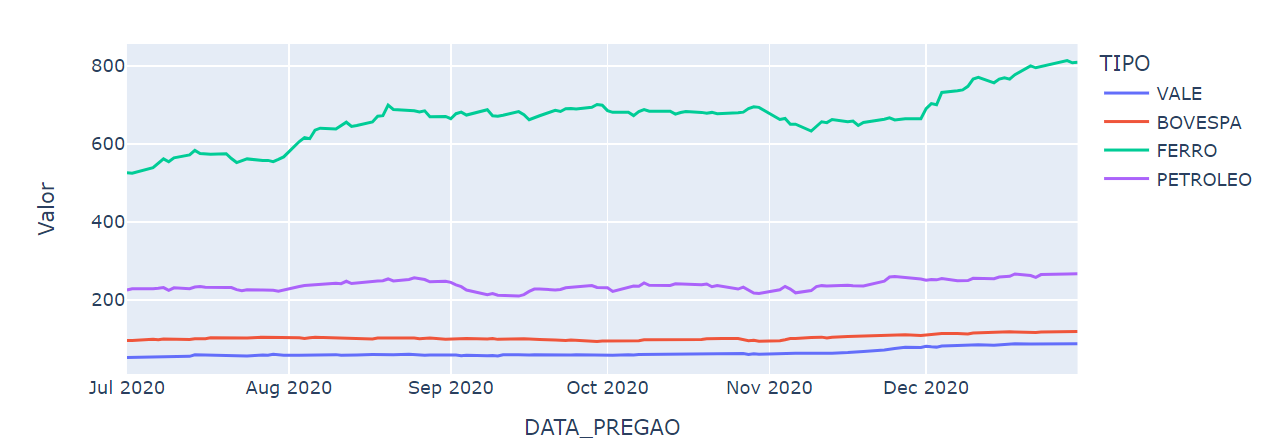 800
600
400
200
Valor
Jul 2020 Aug 2020 Sep 2020 Oct 2020 Nov 2020 Dec 2020
DATA_PREGAO
TIPO
VALE
BOVESPA
FERRO
PETROLEO